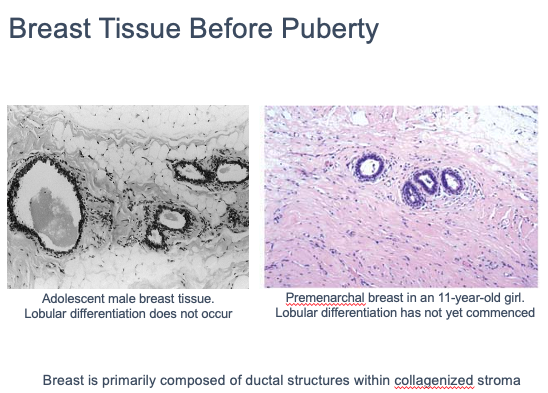 Breast Tissue Before Puberty
Adolescent male breast tissue.
Lobular differentiation does not occur
Premenarchal breast in an 11-year-old girl.
Lobular differentiation has not yet commenced
Breast is primarily composed of ductal structures within collagenized stroma